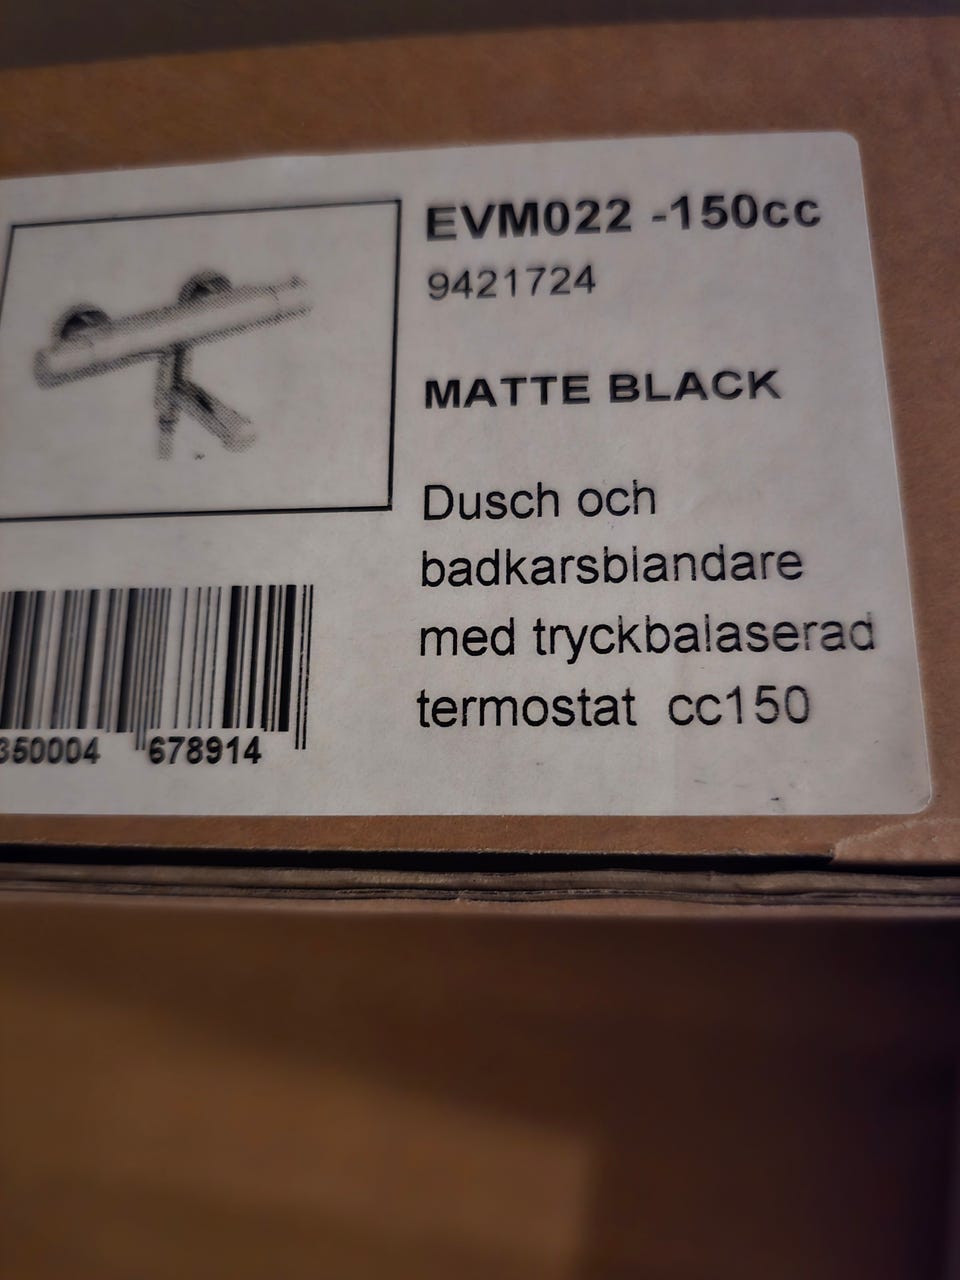 EVM022 -150cc
9421724
MATTE BLACK
Dusch och
badkarsblandare
med tryckbalaserad
termostat cc150
350004 678914